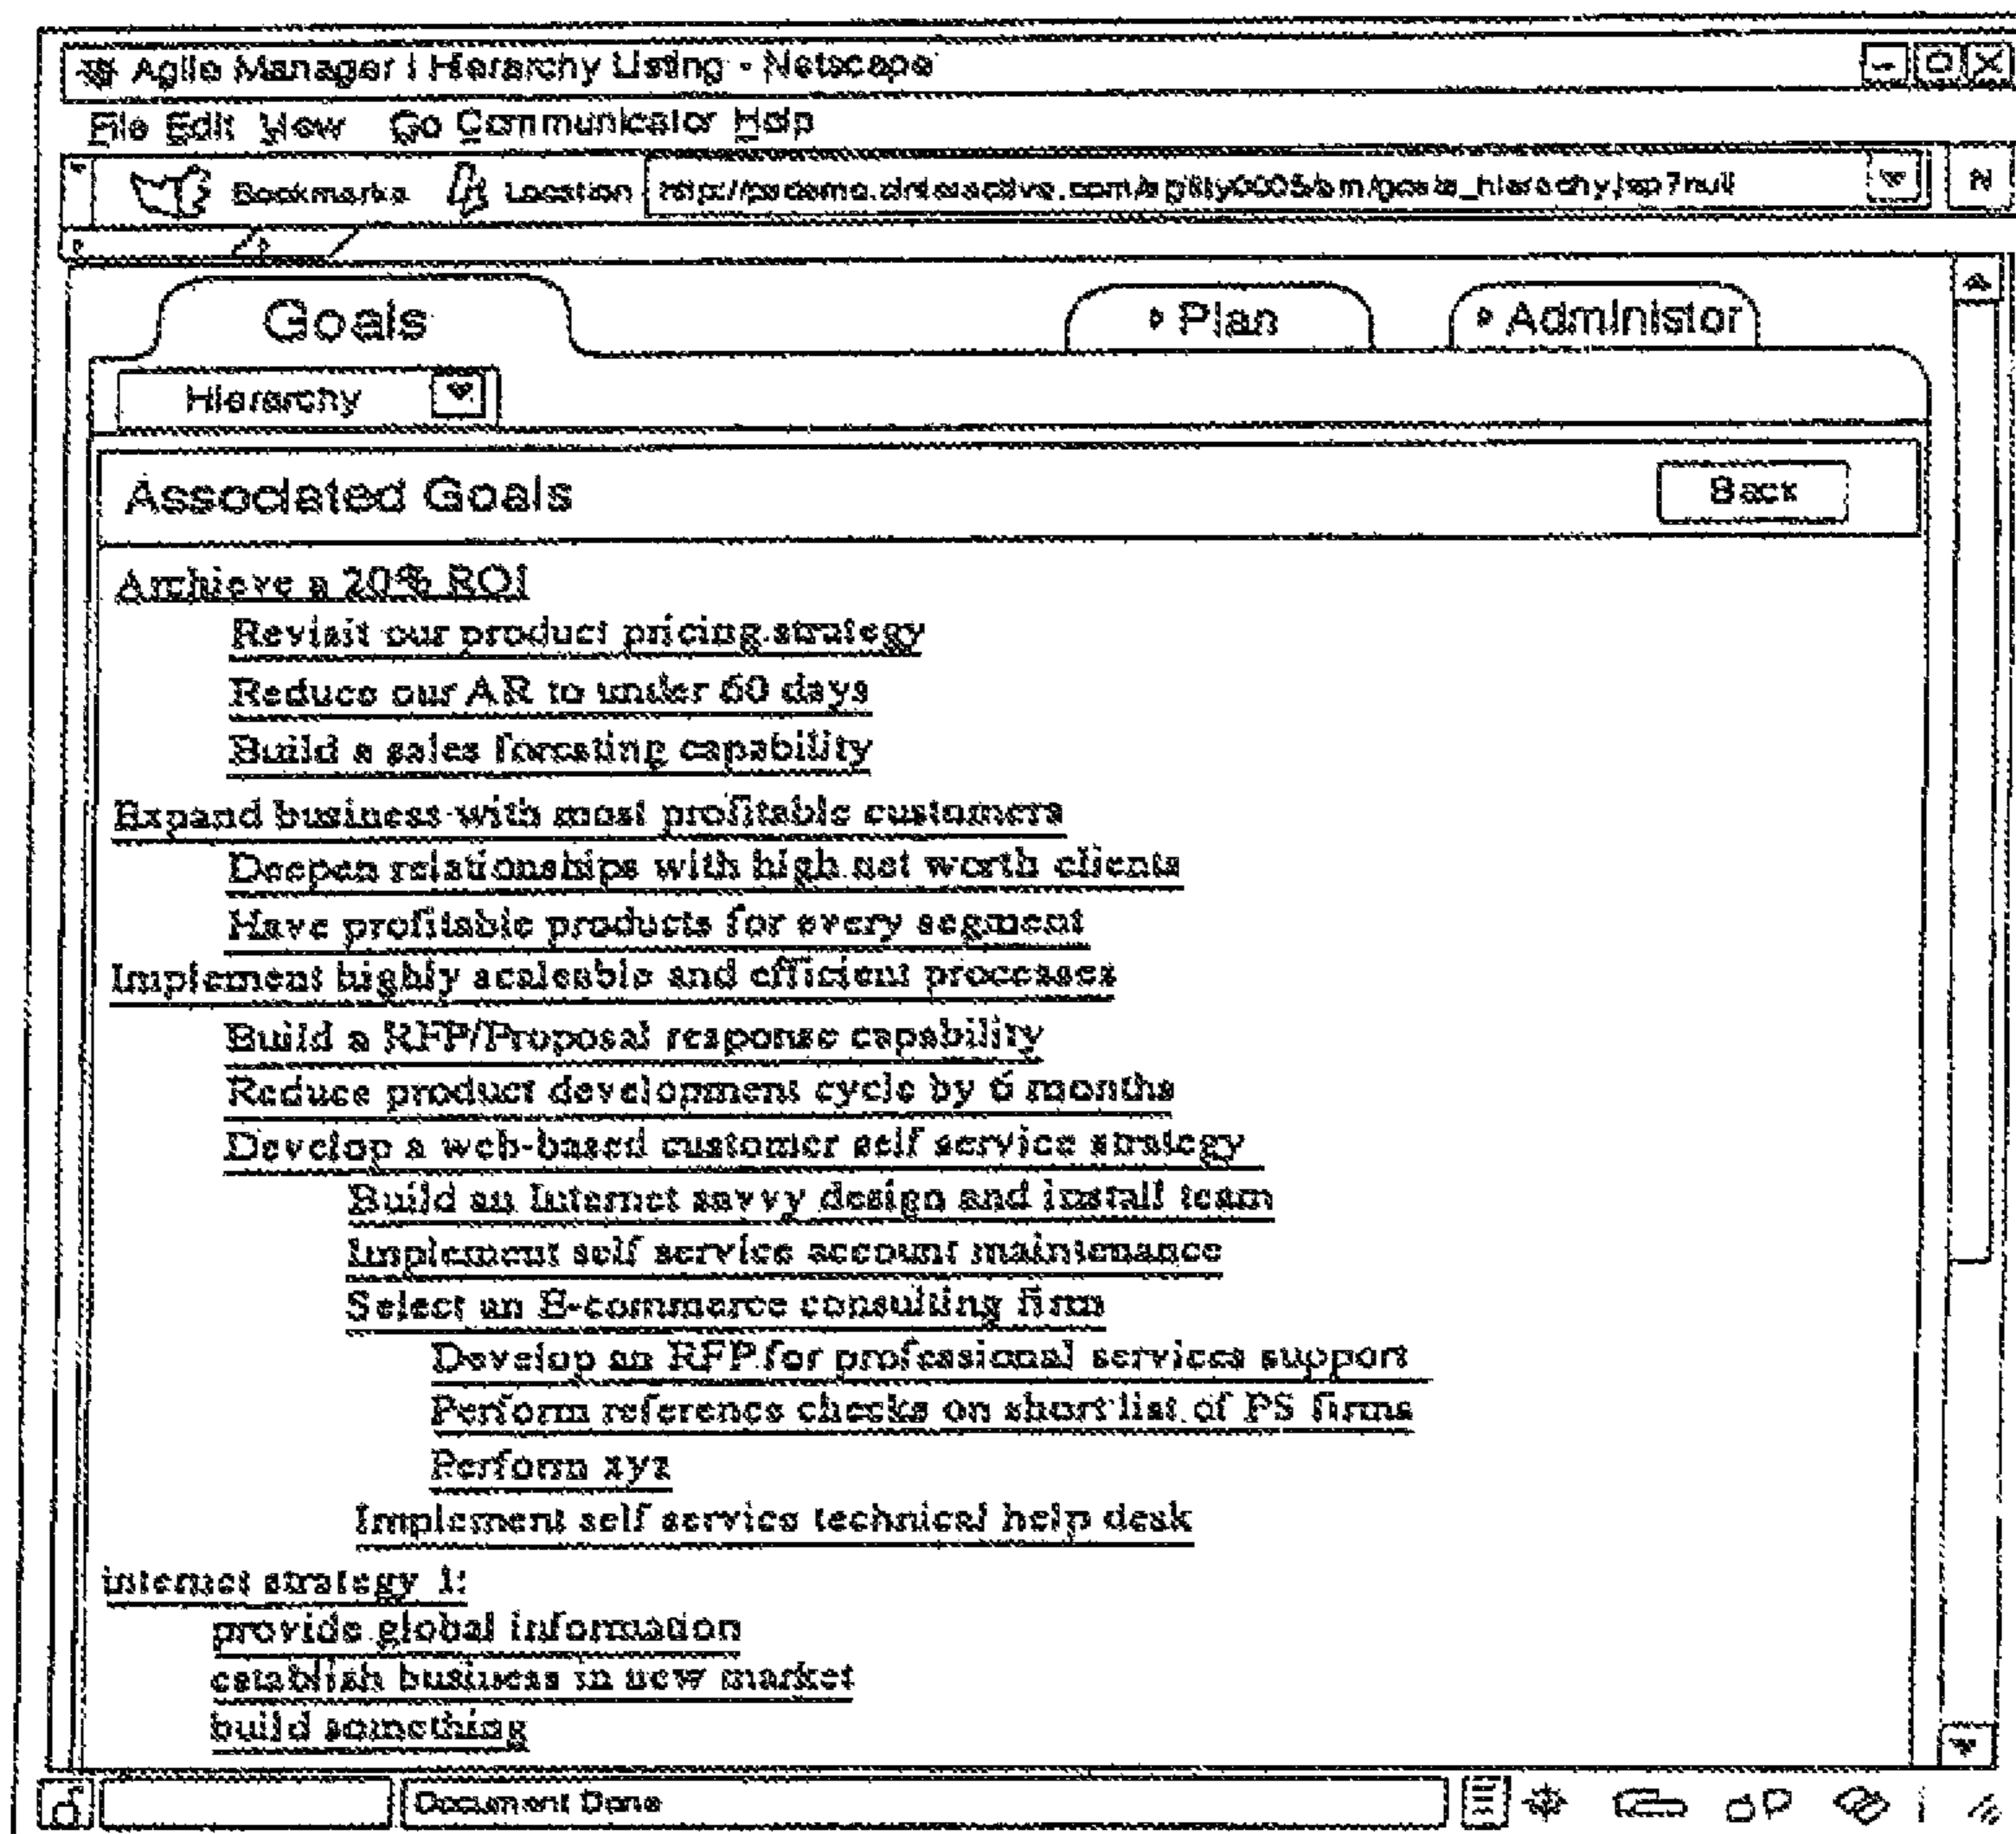 Agile Manager | Hierarchy Listing - Netscape
File Edit View Go Communicator Help
Bookmarks Location
Goals Plan Administor
Hierarchy
Associated Goals Back
Archieve a 20% ROI
Revisit our product pricing strategy
Reduce our AR to under 60 days
Build a sales forcasting capability
Expand business with most profitable customers
Deepen relationships with high net worth clients
Have profitable products for every segment
Implement highly scaleable and efficient processes
Build a RFP/Proposal response capability
Reduce product development cycle by 6 months
Develop a web-based customer self service strategy
Build an Internet savvy design and install team
Implement self service account maintenance
Select an E-commerce consulting firm
Develop an RFP for professional services support
Perform reference checks on short list of PS firms
Perform xyz
Implement self service technical help desk
internet strategy 1:
provide global information
establish business in new market
build something
Document Done